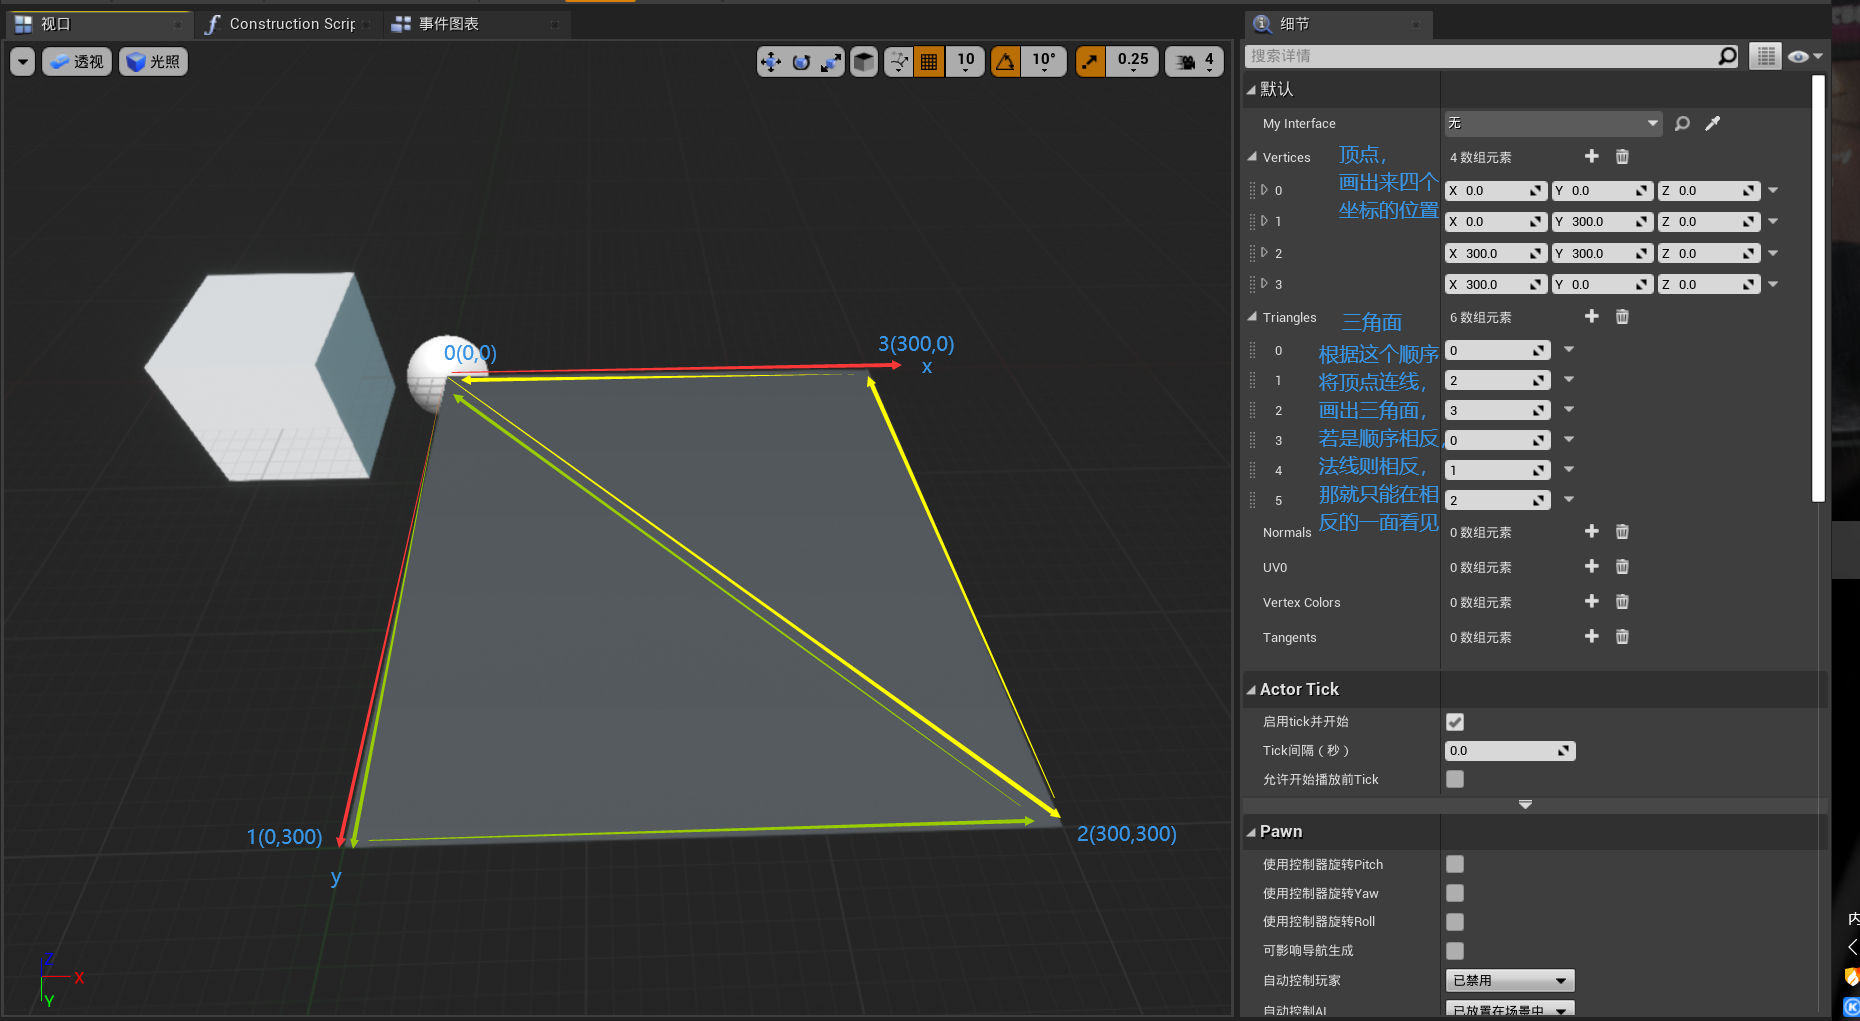 视口
Construction Scrip
事件图表
透视
光照
10
10°
0.25
4
0(0,0)
3(300,0)
x
1(0,300)
y
2(300,300)
Z
X
Y
细节
搜索详情
默认
My Interface
无
Vertices
4 数组元素
顶点，
画出来四个
坐标的位置
0
X 0.0
Y 0.0
Z 0.0
1
X 0.0
Y 300.0
Z 0.0
2
X 300.0
Y 300.0
Z 0.0
3
X 300.0
Y 0.0
Z 0.0
Triangles
三角面
6 数组元素
根据这个顺序
将顶点连线，
画出三角面，
若是顺序相反，
法线则相反，
那就只能在相
反的一面看见
0
0
1
2
2
3
3
0
4
1
5
2
Normals
0 数组元素
UV0
0 数组元素
Vertex Colors
0 数组元素
Tangents
0 数组元素
Actor Tick
启用tick并开始
Tick间隔（秒）
0.0
允许开始播放前Tick
Pawn
使用控制器旋转Pitch
使用控制器旋转Yaw
使用控制器旋转Roll
可影响导航生成
自动控制玩家
已禁用
自动控制AI
已放置在场景中